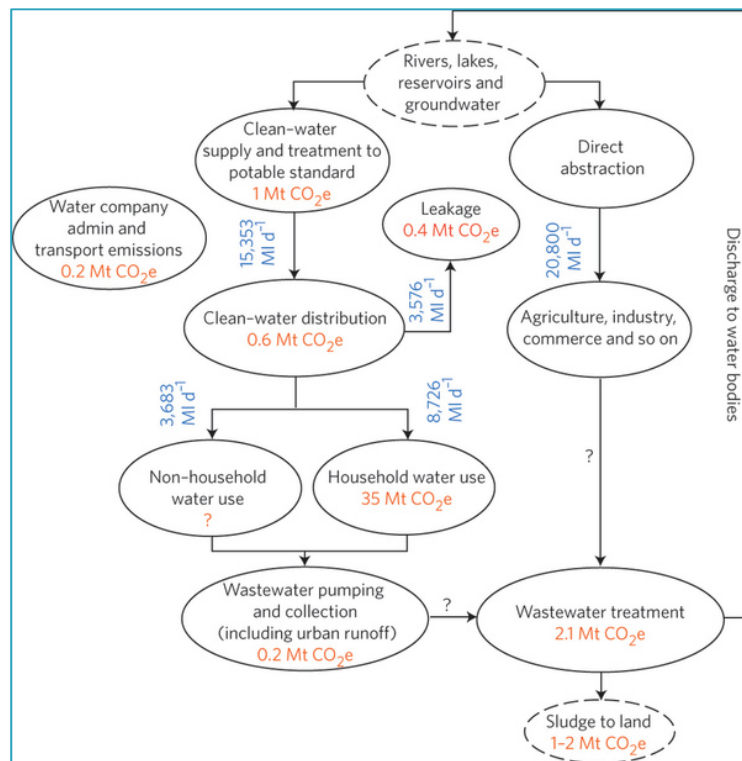 Rivers, lakes,
reservoirs and
groundwater
Clean–water
supply and treatment to
potable standard
1 Mt CO₂e
Direct
abstraction
Water company
admin and
transport emissions
0.2 Mt CO₂e
Leakage
0.4 Mt CO₂e
15,353
Ml d⁻¹
3,576
Ml d⁻¹
20,800
Ml d⁻¹
Discharge to water bodies
Clean–water distribution
0.6 Mt CO₂e
Agriculture, industry,
commerce and so on
3,683
Ml d⁻¹
8,726
Ml d⁻¹
?
Non–household
water use
?
Household water use
35 Mt CO₂e
Wastewater pumping
and collection
(including urban runoff)
0.2 Mt CO₂e
?
Wastewater treatment
2.1 Mt CO₂e
Sludge to land
1–2 Mt CO₂e